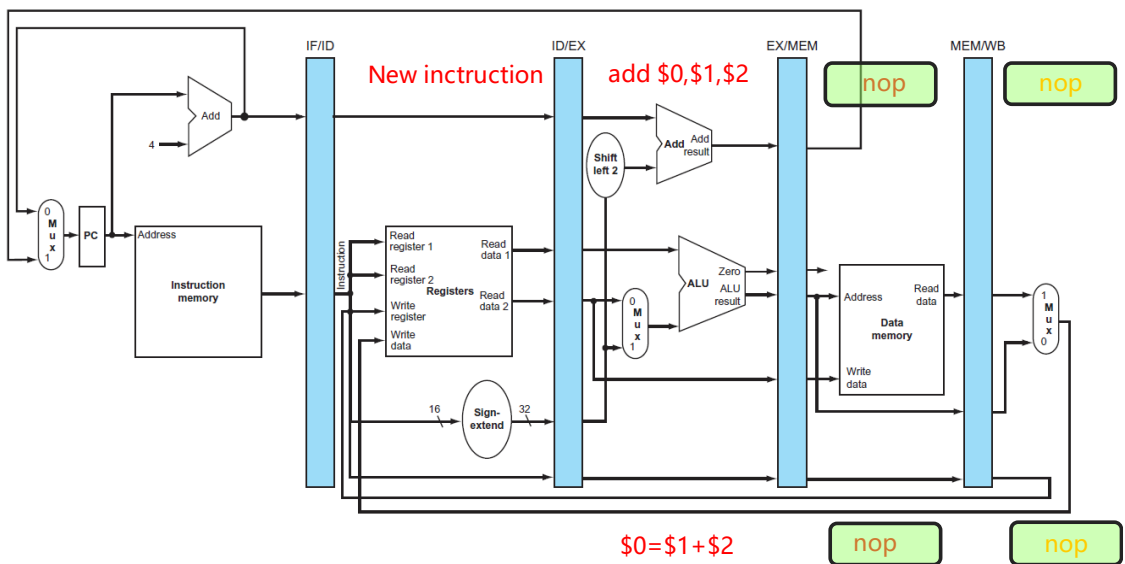 IF/ID
ID/EX
EX/MEM
MEM/WB
New inctruction
add $0,$1,$2
nop
nop
Add
4
Shift
left 2
Add
Add
result
0
M
u
x
1
PC
Address
Instruction
memory
Instruction
Read
register 1
Read
register 2
Write
register
Write
data
Registers
Read
data 1
Read
data 2
0
M
u
x
1
Zero
ALU
ALU
result
Address
Read
data
Data
memory
Write
data
1
M
u
x
0
16
Sign-
extend
32
$0=$1+$2
nop
nop